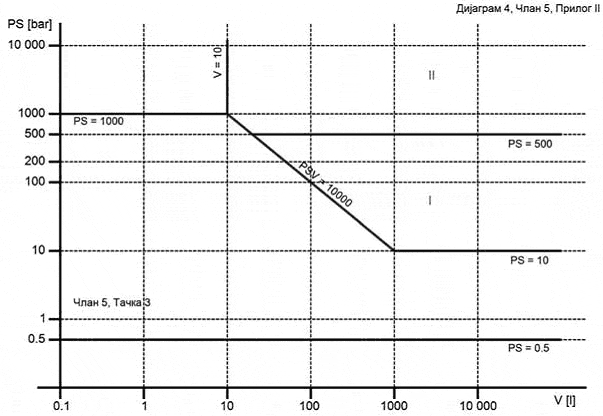 Дијаграм 4, Члан 5, Прилог II
PS [bar]
10 000
V = 10
II
1000
PS = 1000
500
PS = 500
200
PSV = 10000
100
I
10
PS = 10
Члан 5, Тачка 3
1
0.5
PS = 0.5
0.1
1
10
100
1000
10 000
V [l]